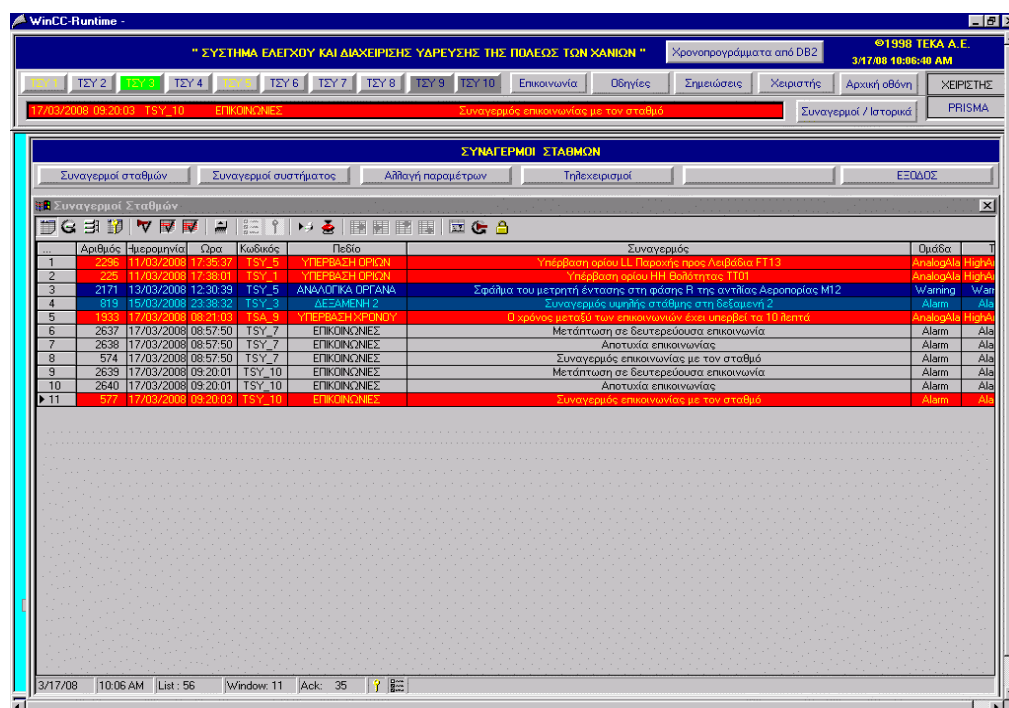 WinCC-Runtime -
" ΣΥΣΤΗΜΑ ΕΛΕΓΧΟΥ ΚΑΙ ΔΙΑΧΕΙΡΙΣΗΣ ΥΔΡΕΥΣΗΣ ΤΗΣ ΠΟΛΕΩΣ ΤΩΝ ΧΑΝΙΩΝ " Χρονοπρογράμματα από DB2 ©1998 TEKA A.E.
3/17/08 10:06:40 AM
ΤΣΥ 1 ΤΣΥ 2 ΤΣΥ 3 ΤΣΥ 4 ΤΣΥ 5 ΤΣΥ 6 ΤΣΥ 7 ΤΣΥ 8 ΤΣΥ 9 ΤΣΥ 10 Επικοινωνία Οδηγίες Σημειώσεις Χειριστής Αρχική οθόνη ΧΕΙΡΙΣΤΗΣ
17/03/2008 09:20:03 TSY_10 ΕΠΙΚΟΙΝΩΝΙΕΣ Συναγερμός επικοινωνίας με τον σταθμό Συναγερμοί / Ιστορικά PRISMA
ΣΥΝΑΓΕΡΜΟΙ ΣΤΑΘΜΩΝ
Συναγερμοί σταθμών Συναγερμοί συστήματος Αλλαγή παραμέτρων Τηλεχειρισμοί ΕΞΟΔΟΣ
Συναγερμοί Σταθμών
... Αριθμός Ημερομηνία Ωρα Κωδικός Πεδίο Συναγερμός Ομάδα T
1 2296 11/03/2008 17:35:37 TSY_5 ΥΠΕΡΒΑΣΗ ΟΡΙΩΝ Υπέρβαση ορίου LL Παροχής προς Λειβάδια FT13 AnalogAla HighAi
2 225 11/03/2008 17:38:01 TSY_1 ΥΠΕΡΒΑΣΗ ΟΡΙΩΝ Υπέρβαση ορίου HH Θολότητας TT01 AnalogAla HighAi
3 2171 13/03/2008 12:30:39 TSY_5 ΑΝΑΛΟΓΙΚΑ ΟΡΓΑΝΑ Σφάλμα του μετρητή έντασης στη φάσης R της αντλίας Αεροπορίας M12 Warning Warr
4 819 15/03/2008 23:38:32 TSY_3 ΔΕΞΑΜΕΝΗ 2 Συναγερμός υψηλής στάθμης στη δεξαμενή 2 Alarm Ala
5 1933 17/03/2008 08:21:03 TSA_9 ΥΠΕΡΒΑΣΗ ΧΡΟΝΟΥ Ο χρόνος μεταξύ των επικοινωνιών έχει υπερβεί τα 10 λεπτά AnalogAla HighAi
6 2637 17/03/2008 08:57:50 TSY_7 ΕΠΙΚΟΙΝΩΝΙΕΣ Μετάπτωση σε δευτερεύουσα επικοινωνία Alarm Ala
7 2638 17/03/2008 08:57:50 TSY_7 ΕΠΙΚΟΙΝΩΝΙΕΣ Αποτυχία επικοινωνίας Alarm Ala
8 574 17/03/2008 08:57:50 TSY_7 ΕΠΙΚΟΙΝΩΝΙΕΣ Συναγερμός επικοινωνίας με τον σταθμό Alarm Ala
9 2639 17/03/2008 09:20:01 TSY_10 ΕΠΙΚΟΙΝΩΝΙΕΣ Μετάπτωση σε δευτερεύουσα επικοινωνία Alarm Ala
10 2640 17/03/2008 09:20:01 TSY_10 ΕΠΙΚΟΙΝΩΝΙΕΣ Αποτυχία επικοινωνίας Alarm Ala
11 577 17/03/2008 09:20:03 TSY_10 ΕΠΙΚΟΙΝΩΝΙΕΣ Συναγερμός επικοινωνίας με τον σταθμό Alarm Ala
3/17/08 10:06 AM List : 56 Window: 11 Ack: 35